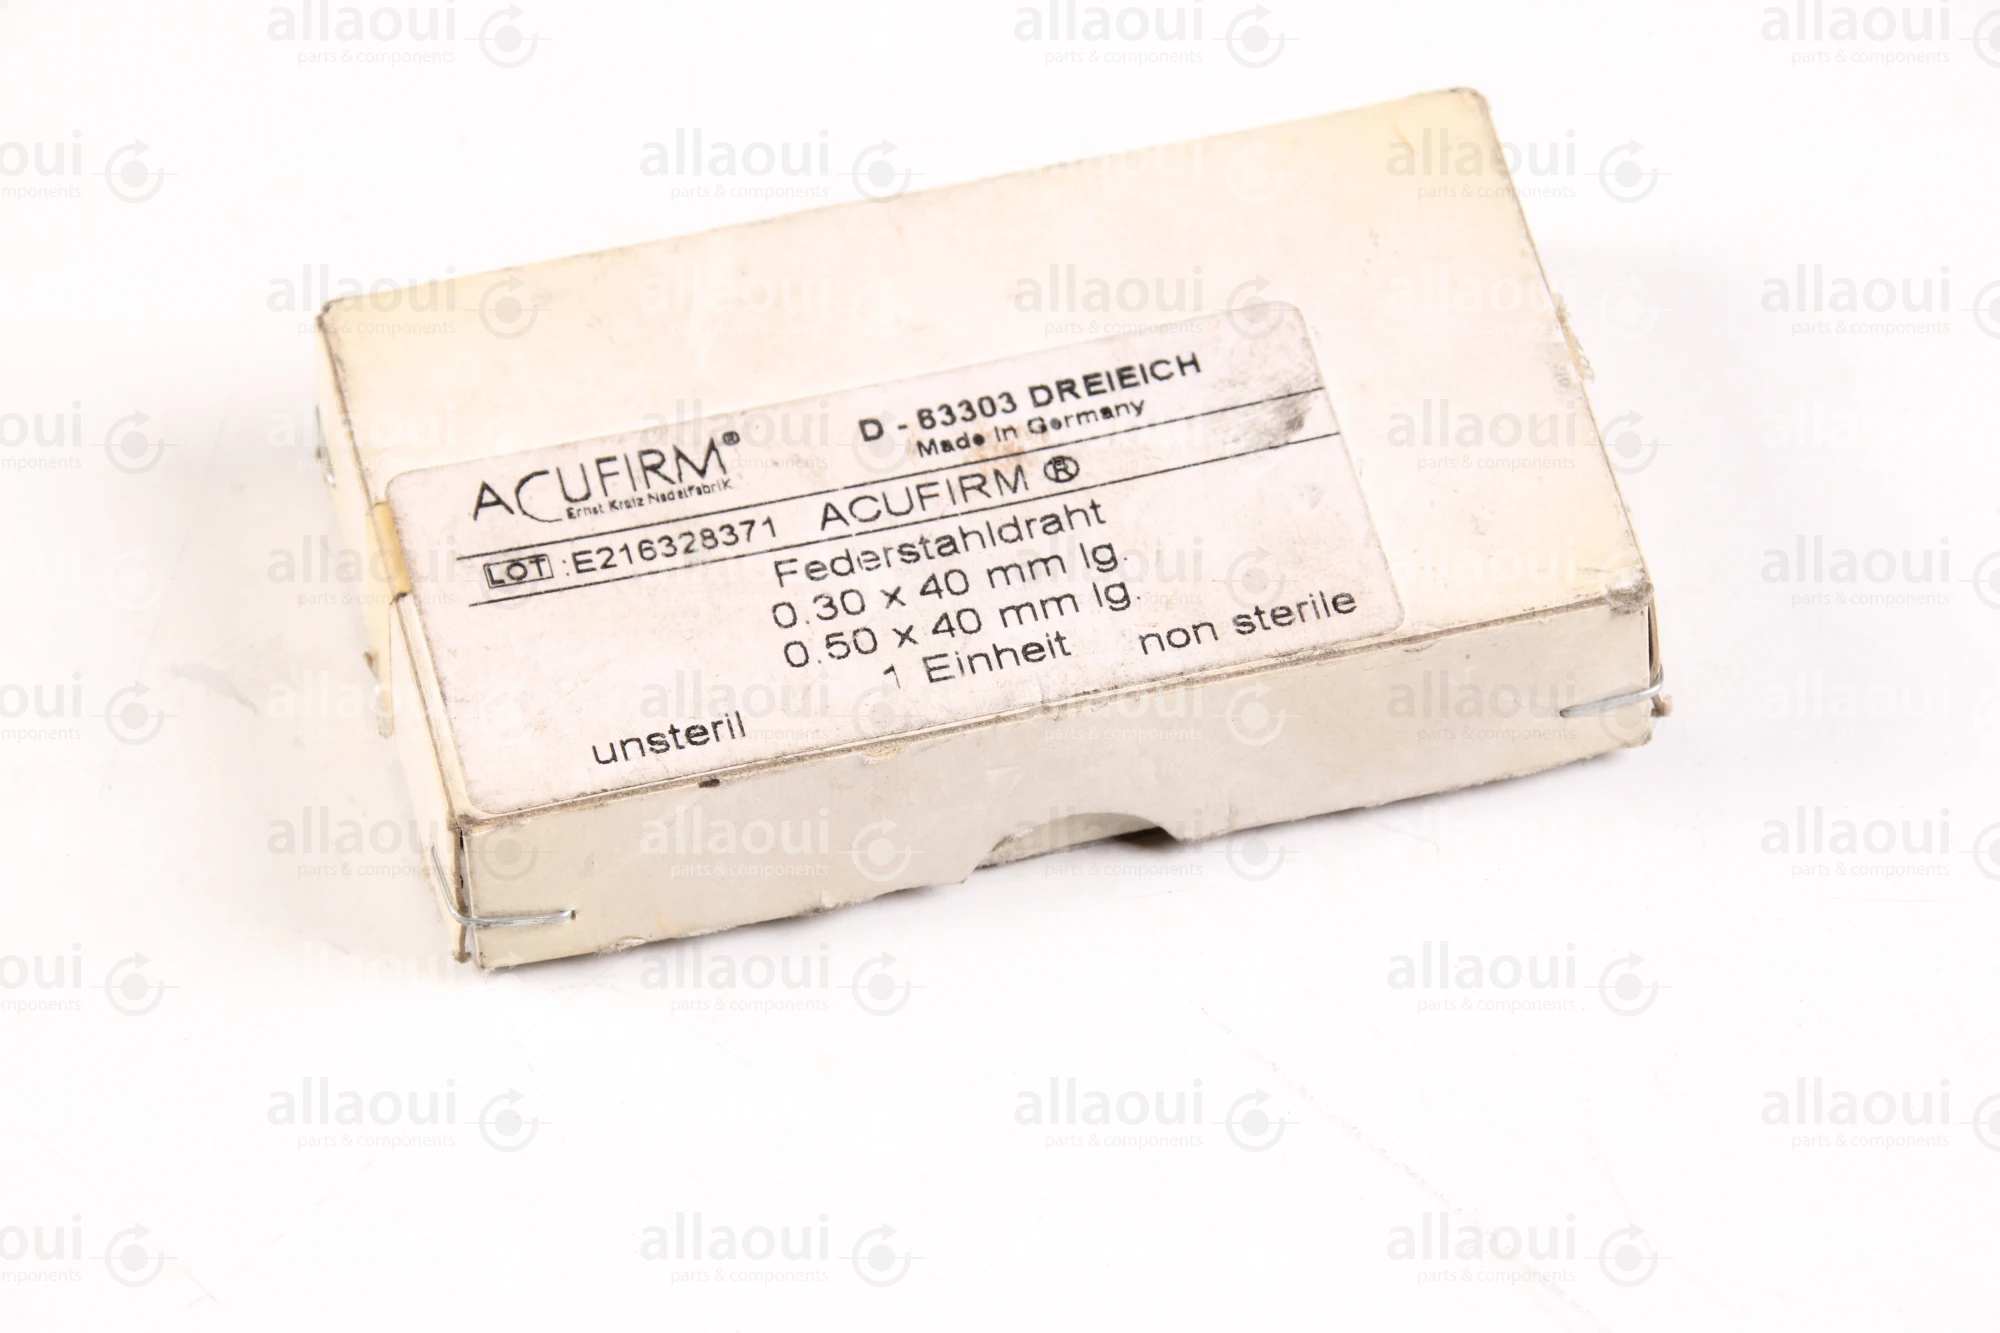 ACUFIRM®
Ernst Kratz Nadelfabrik
D - 63303 DREIEICH
Made in Germany
LOT :E216328371 ACUFIRM ®
Federstahldraht
0.30 x 40 mm lg.
0.50 x 40 mm lg.
1 Einheit
unsteril
non sterile
allaoui
parts & components